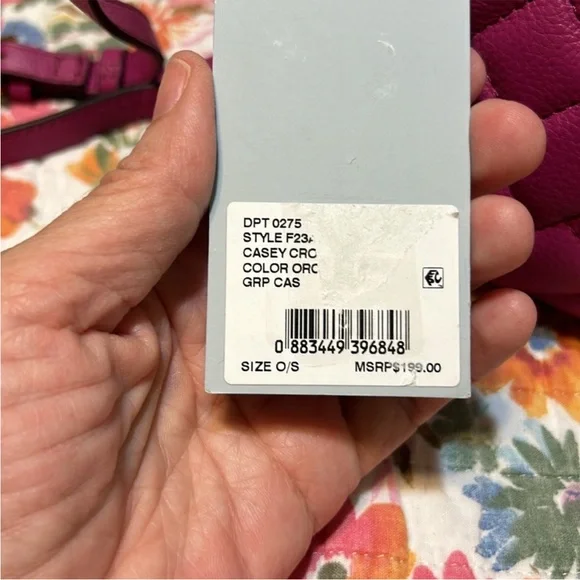 DPT 0275
STYLE F23
CASEY CRO
COLOR ORC
GRP CAS
0 883449 396848
SIZE O/S MSRP$199.00